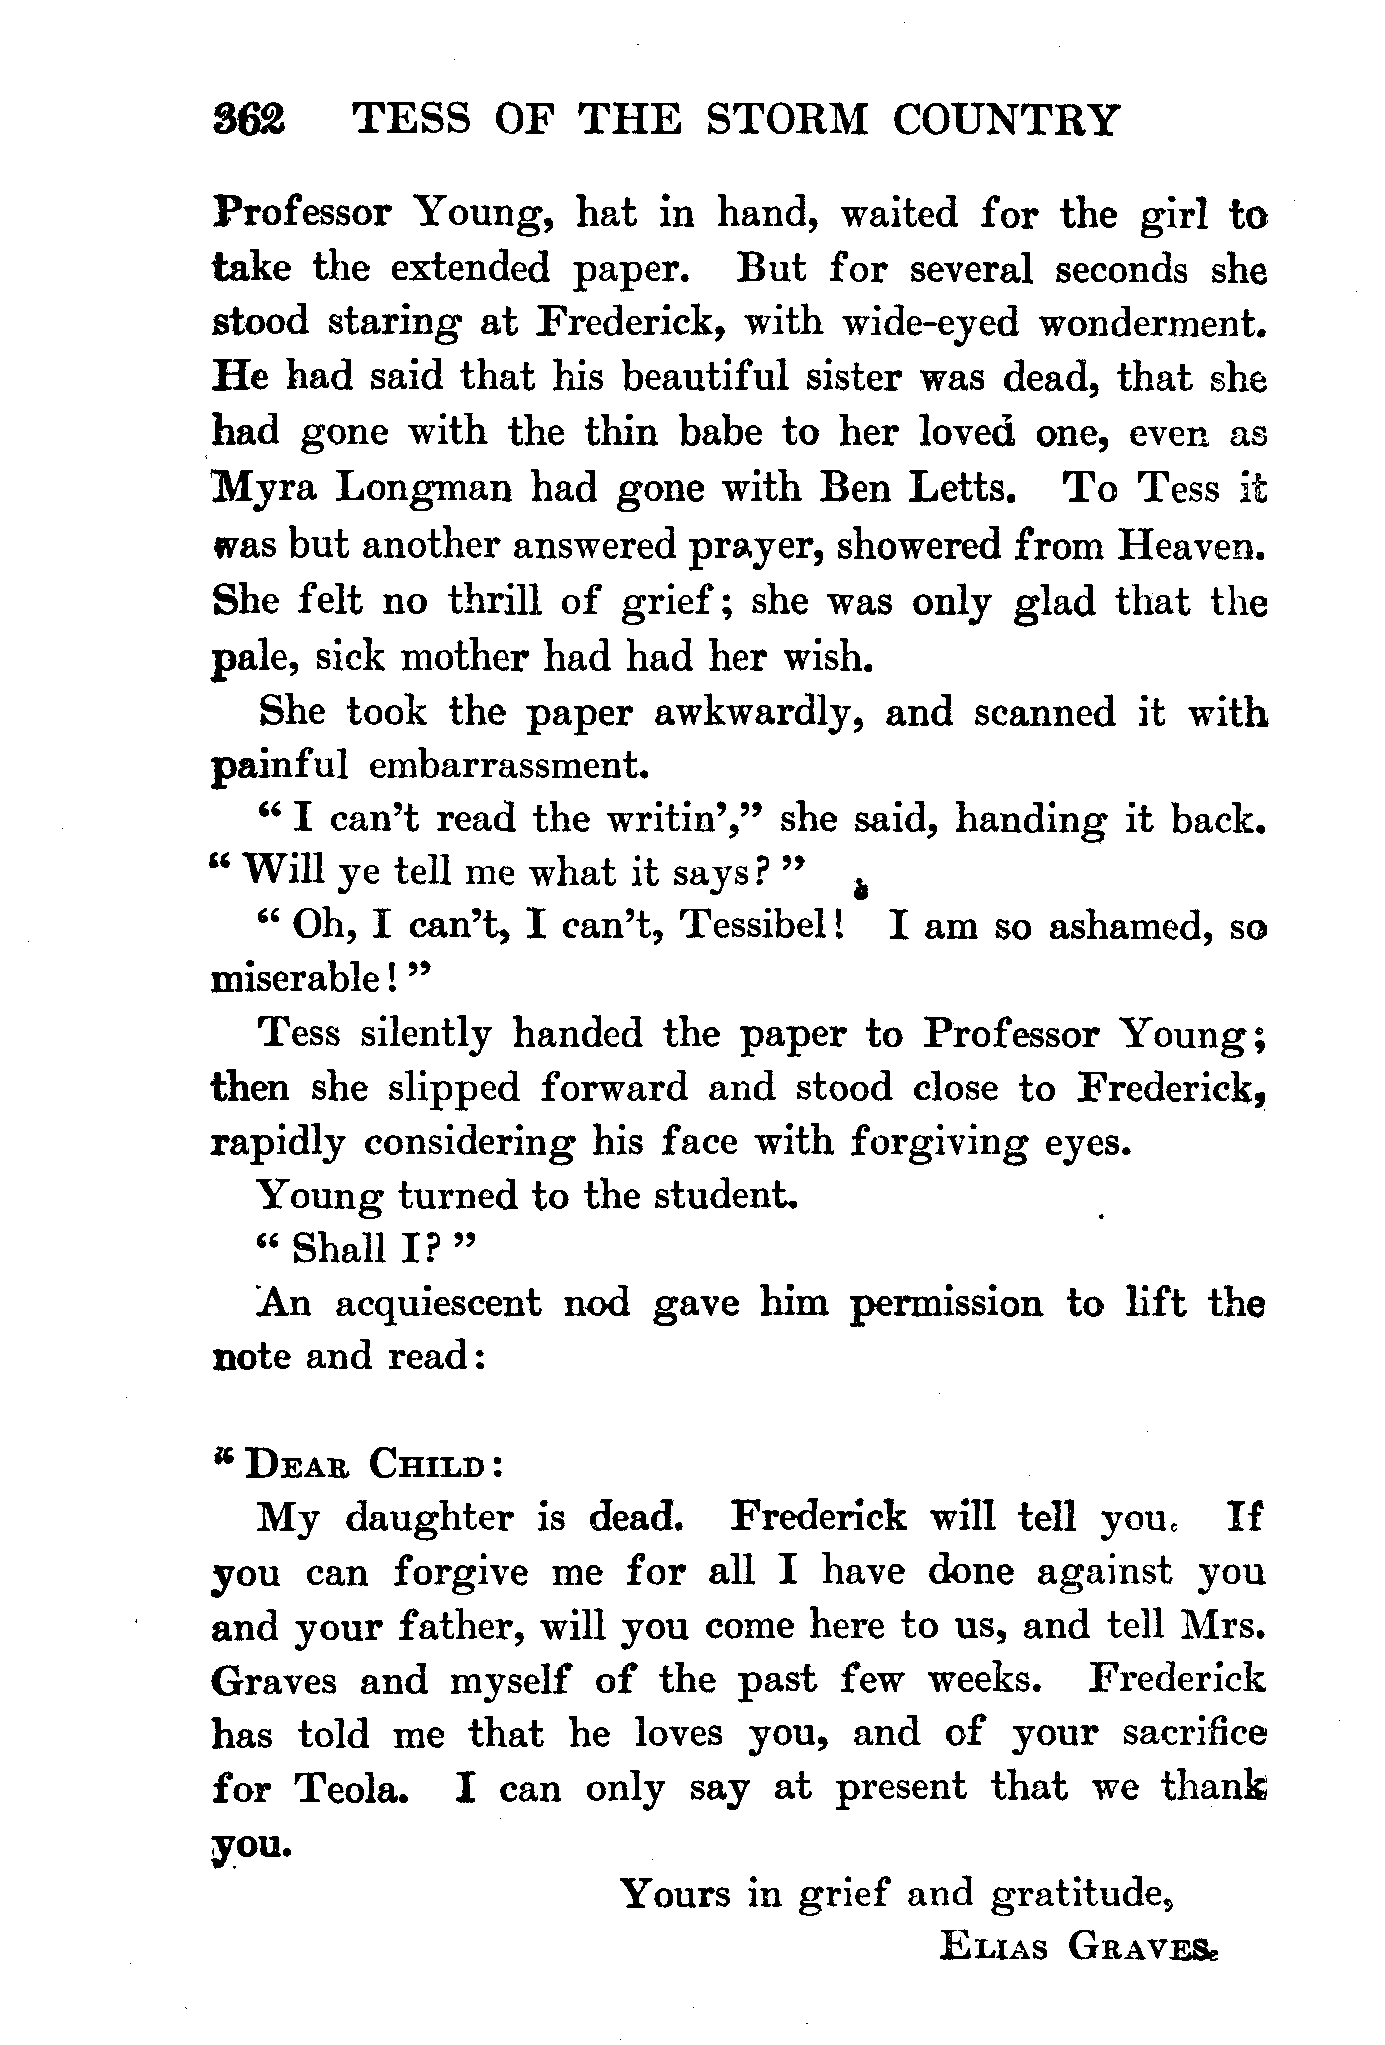 362 TESS OF THE STORM COUNTRY
Professor Young, hat in hand, waited for the girl to
take the extended paper. But for several seconds she
stood staring at Frederick, with wide-eyed wonderment.
He had said that his beautiful sister was dead, that she
had gone with the thin babe to her loved one, even as
Myra Longman had gone with Ben Letts. To Tess it
was but another answered prayer, showered from Heaven.
She felt no thrill of grief; she was only glad that the
pale, sick mother had had her wish.
She took the paper awkwardly, and scanned it with
painful embarrassment.
"I can't read the writin'," she said, handing it back.
"Will ye tell me what it says?"
"Oh, I can't, I can't, Tessibel! I am so ashamed, so
miserable!"
Tess silently handed the paper to Professor Young;
then she slipped forward and stood close to Frederick,
rapidly considering his face with forgiving eyes.
Young turned to the student.
"Shall I?"
An acquiescent nod gave him permission to lift the
note and read:
"DEAR CHILD:
My daughter is dead. Frederick will tell you. If
you can forgive me for all I have done against you
and your father, will you come here to us, and tell Mrs.
Graves and myself of the past few weeks. Frederick
has told me that he loves you, and of your sacrifice
for Teola. I can only say at present that we thank
you.
Yours in grief and gratitude,
ELIAS GRAVES.